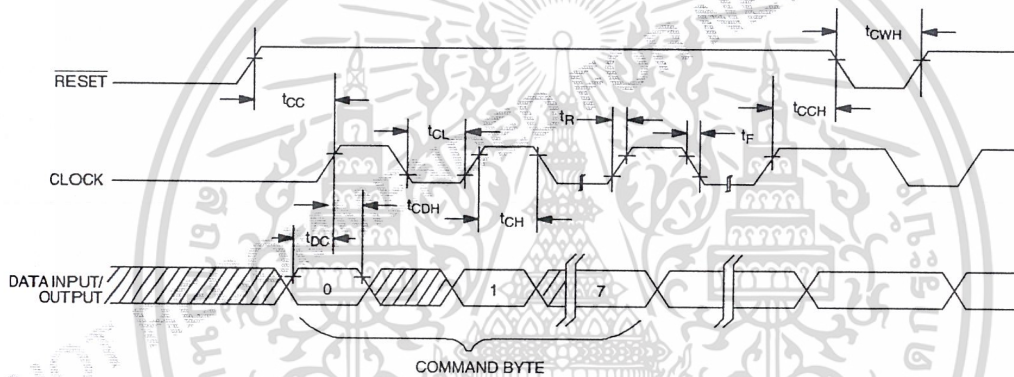 tCWH
RESET
tCC
tCCH
tCL
tR
tF
CLOCK
tCDH
tCH
tDC
DATA INPUT/
OUTPUT
0
1
7
COMMAND BYTE